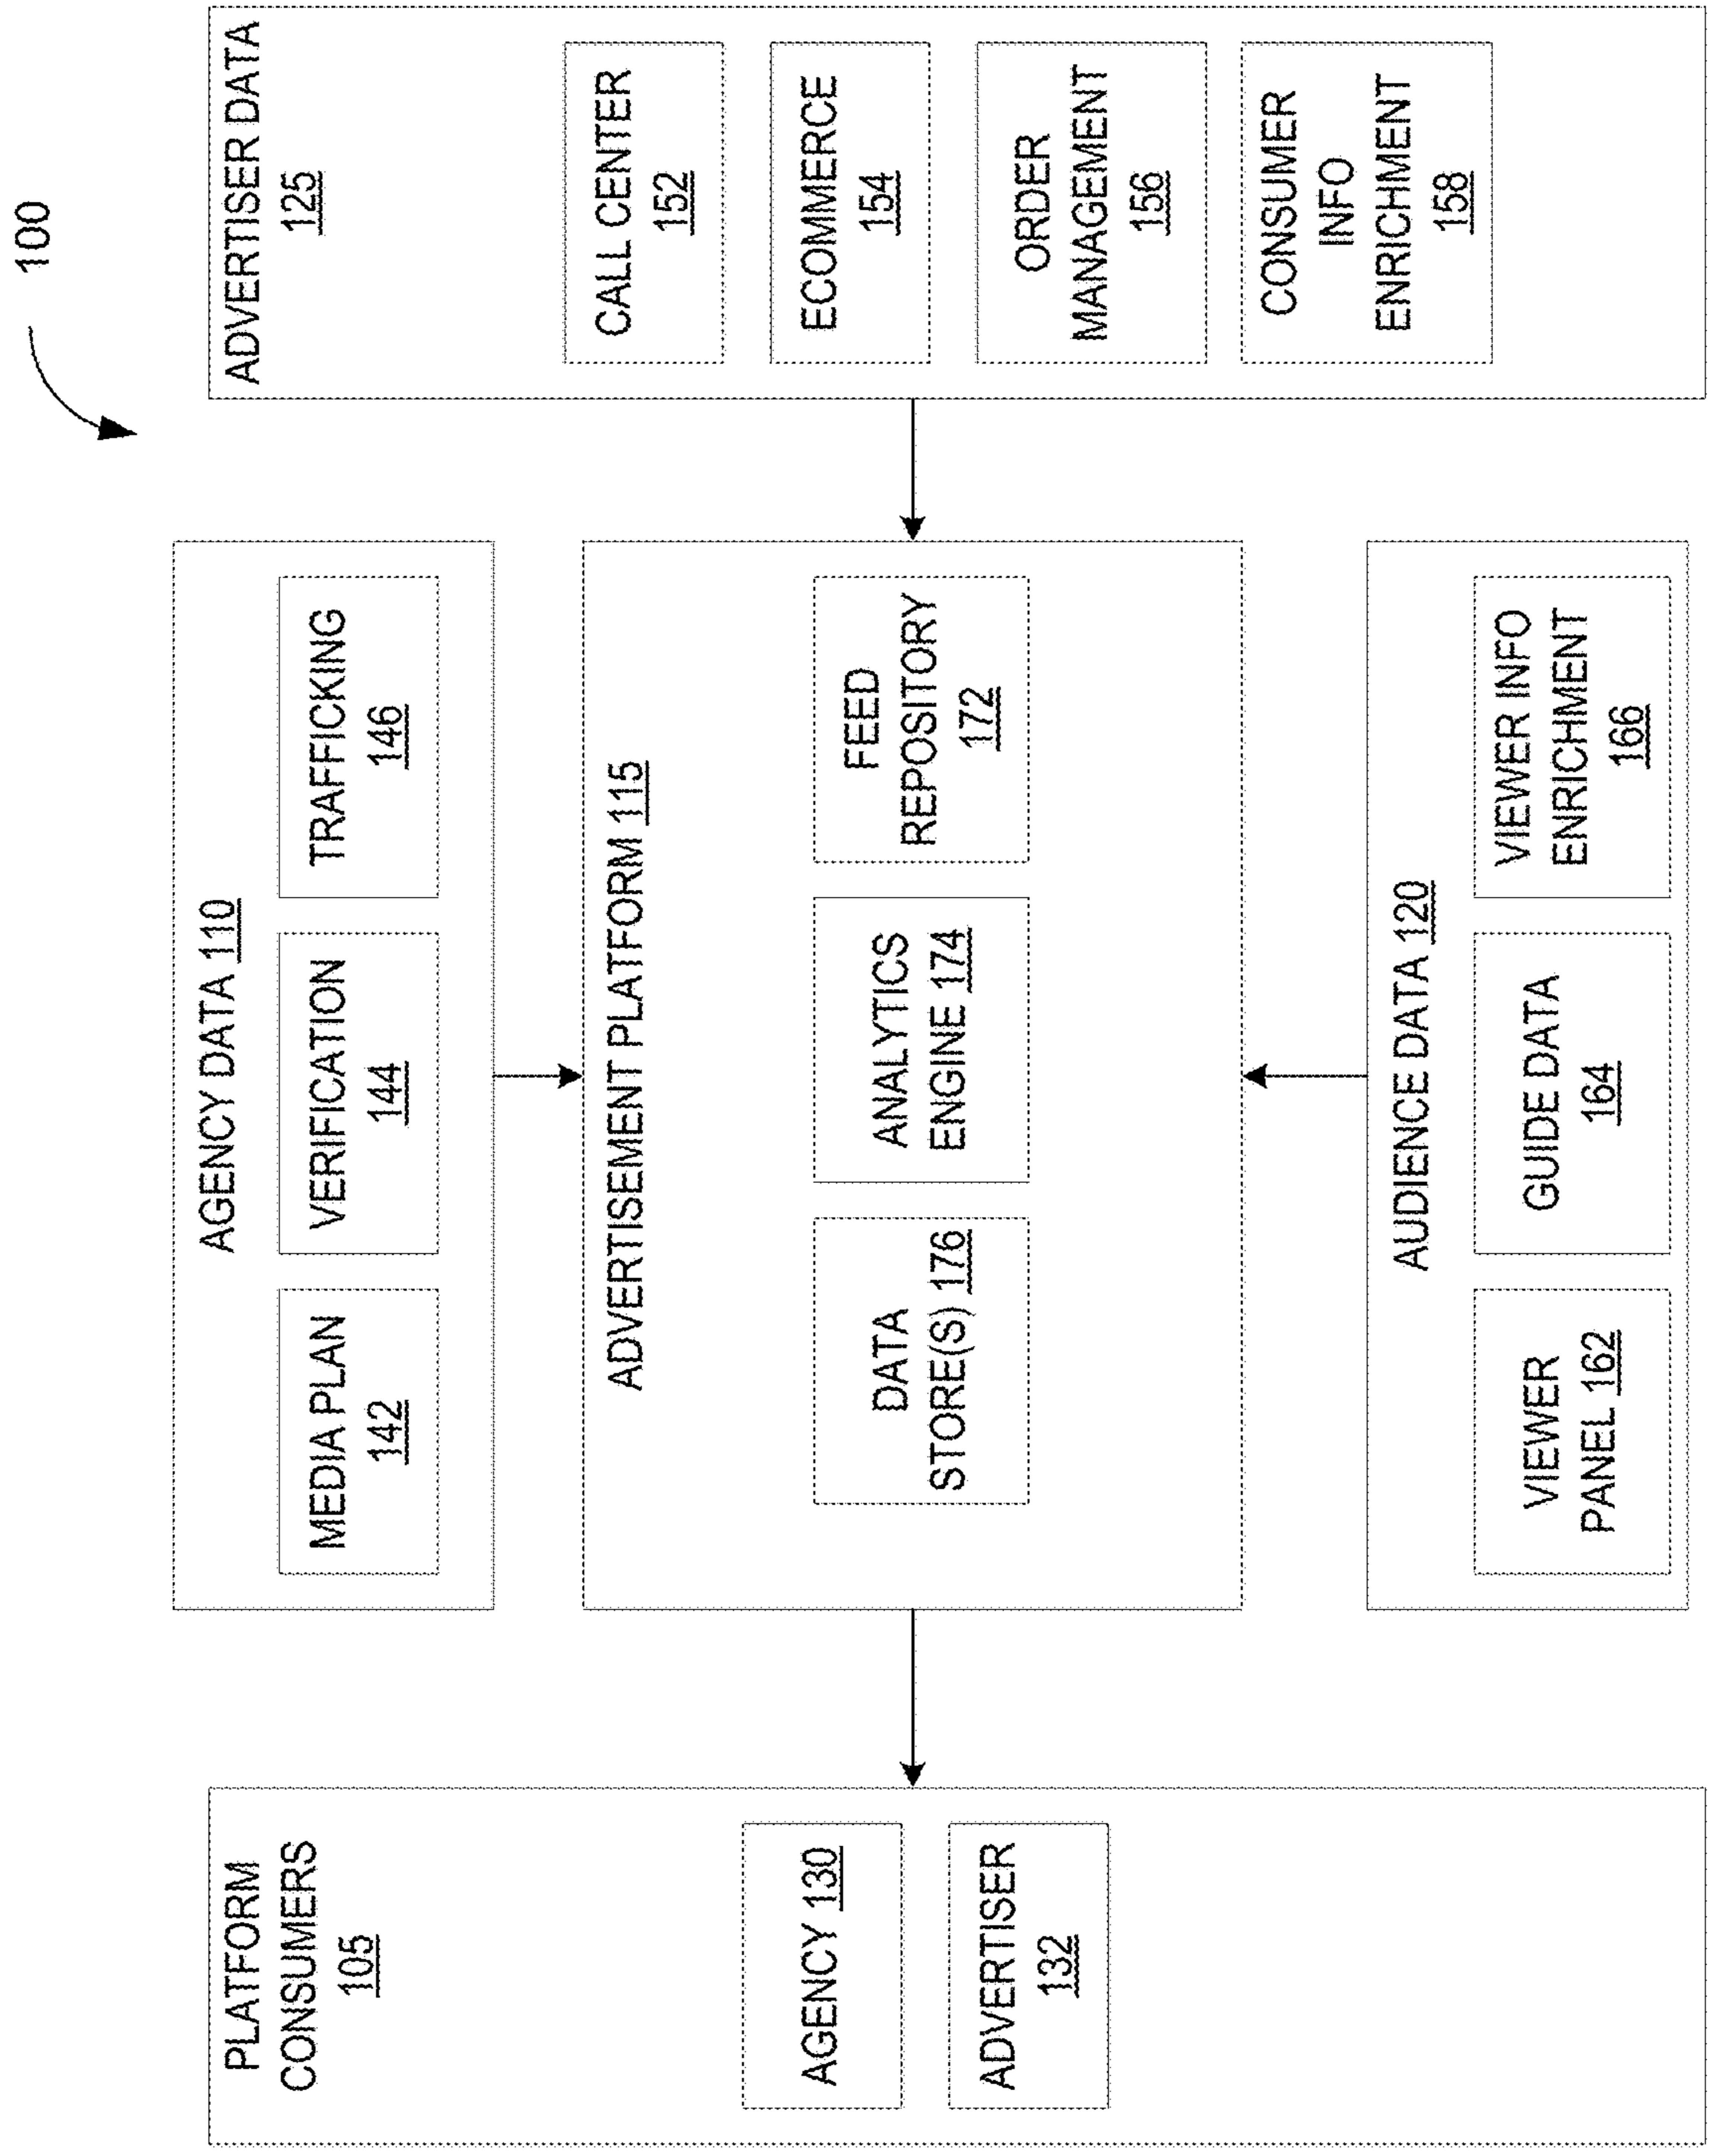 100
PLATFORM
CONSUMERS
105
AGENCY 130
ADVERTISER
132
AGENCY DATA 110
MEDIA PLAN
142
VERIFICATION
144
TRAFFICKING
146
ADVERTISEMENT PLATFORM 115
DATA
STORE(S) 176
ANALYTICS
ENGINE 174
FEED
REPOSITORY
172
AUDIENCE DATA 120
VIEWER
PANEL 162
GUIDE DATA
164
VIEWER INFO
ENRICHMENT
166
ADVERTISER DATA
125
CALL CENTER
152
ECOMMERCE
154
ORDER
MANAGEMENT
156
CONSUMER
INFO
ENRICHMENT
158